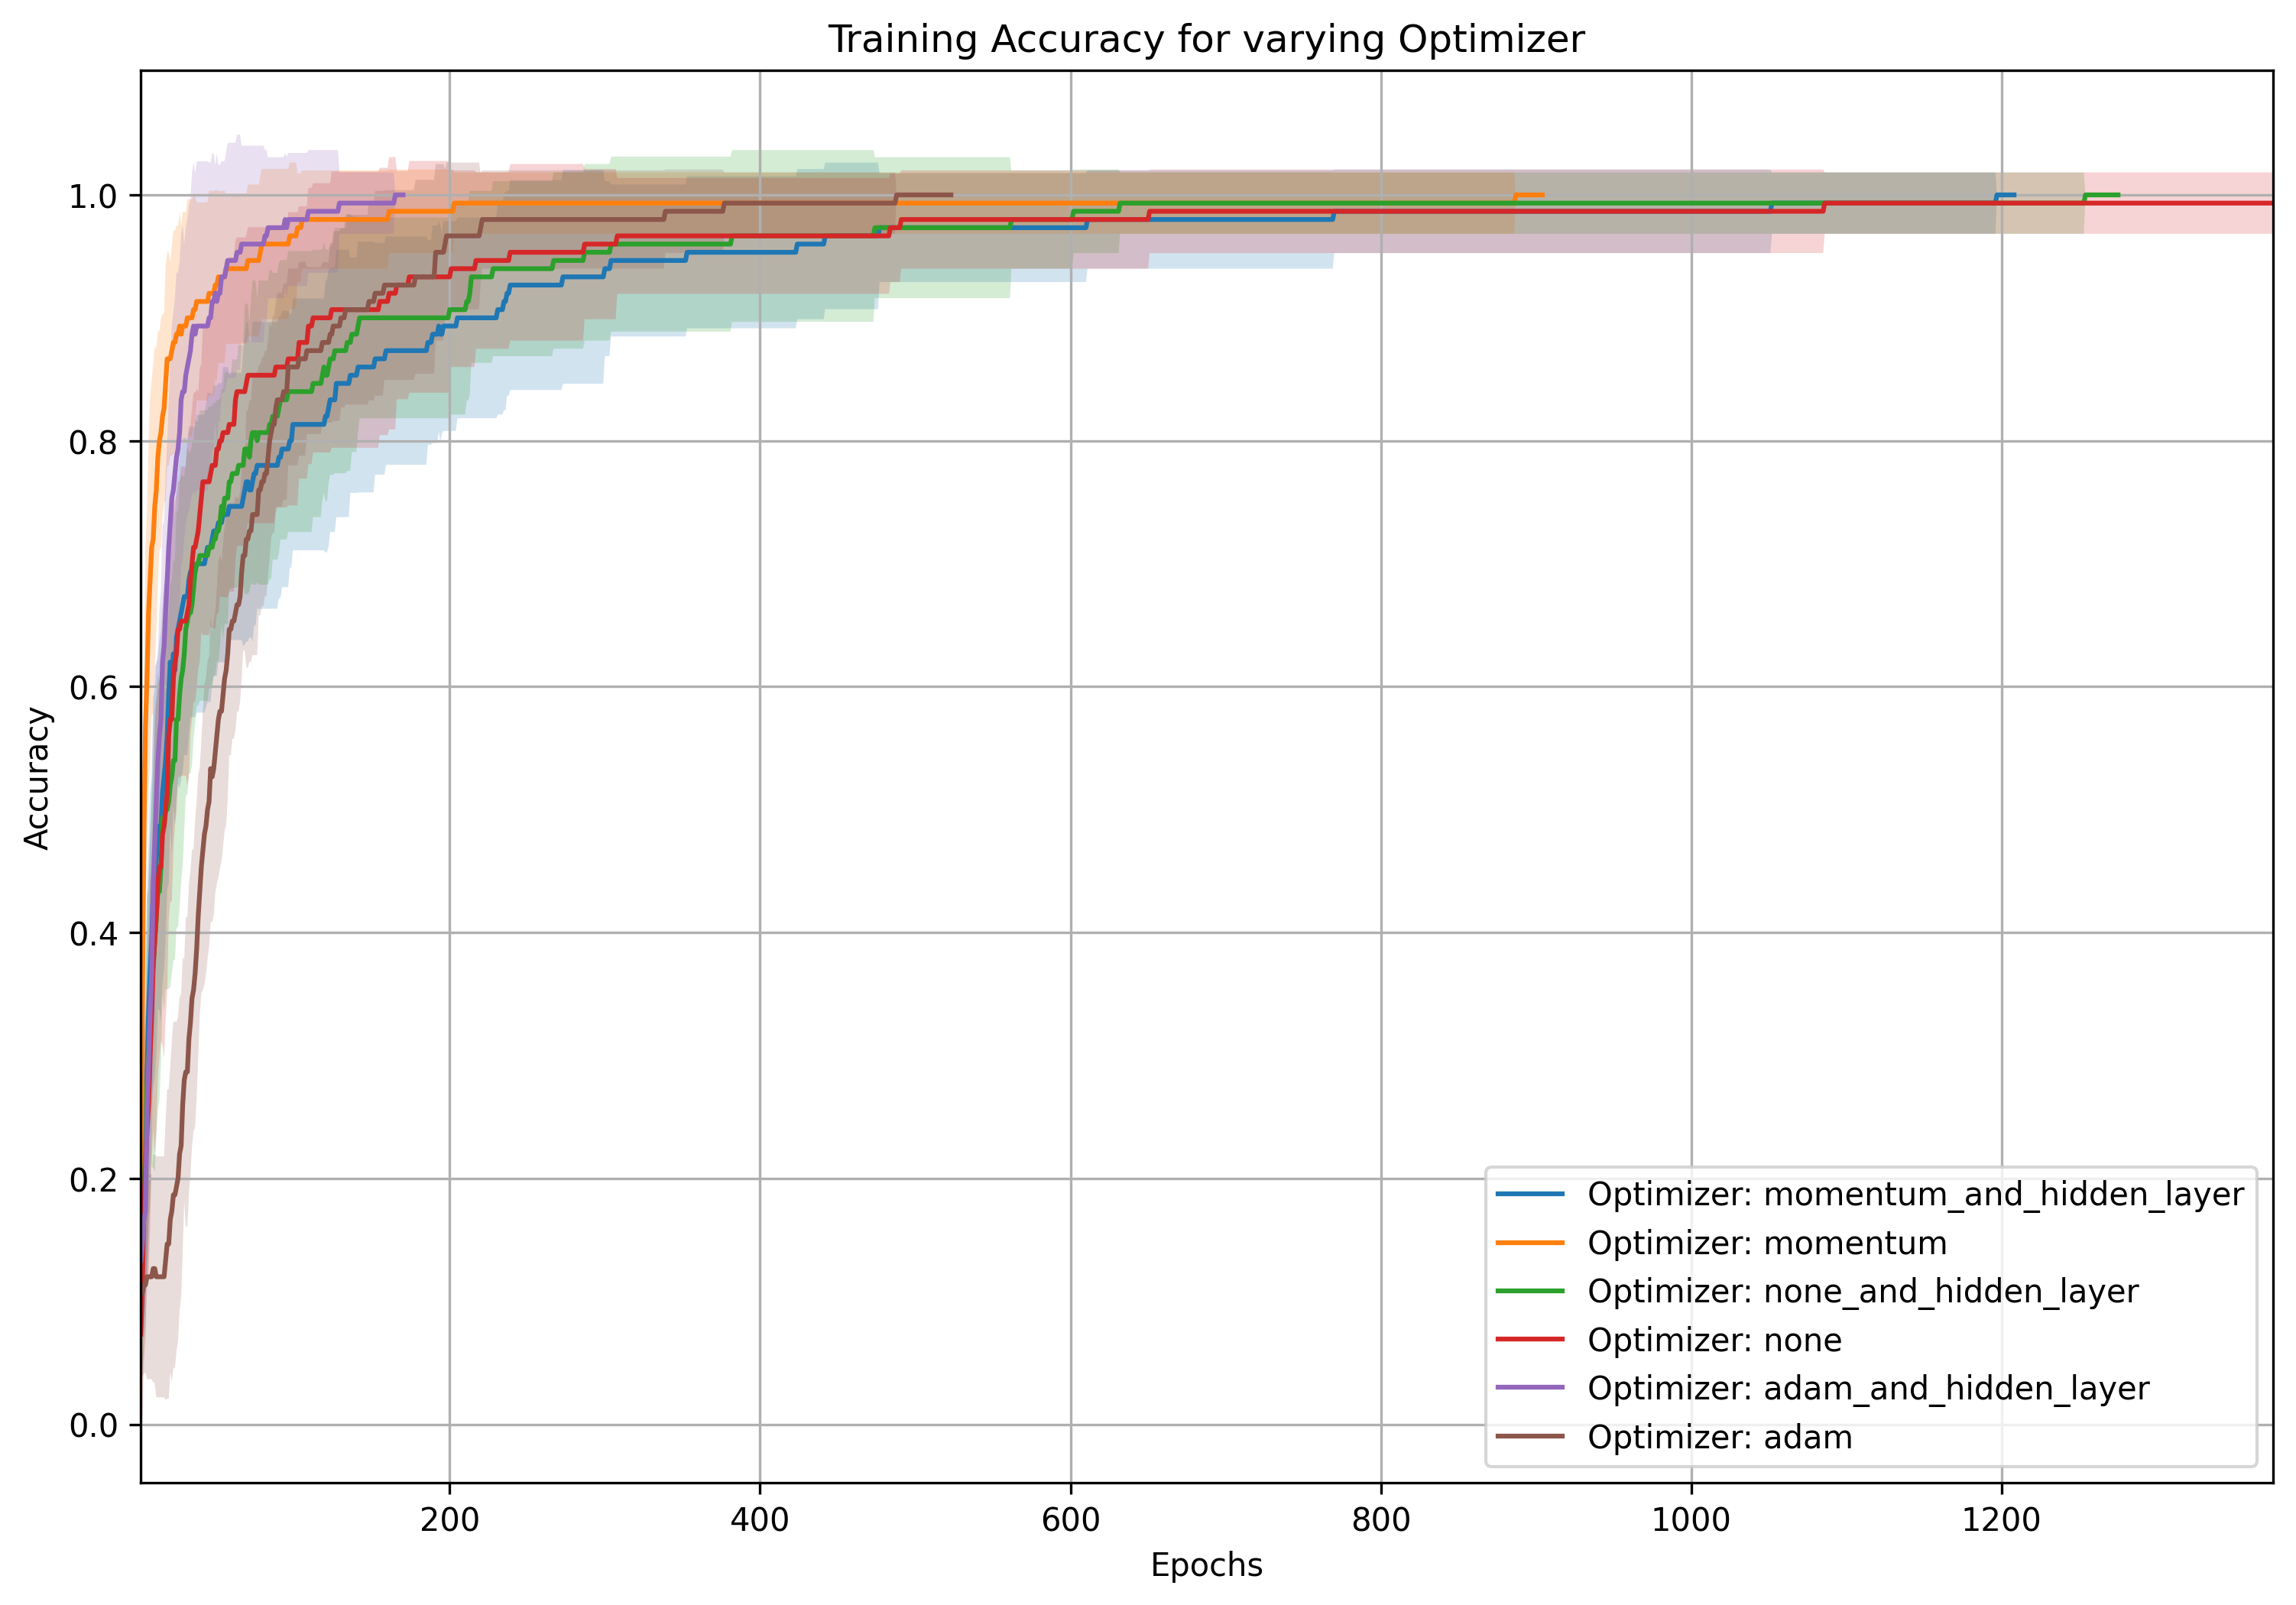 Training Accuracy for varying Optimizer
1.0
0.8
0.6
0.4
0.2
0.0
Accuracy
200 400 600 800 1000 1200
Epochs
Optimizer: momentum_and_hidden_layer
Optimizer: momentum
Optimizer: none_and_hidden_layer
Optimizer: none
Optimizer: adam_and_hidden_layer
Optimizer: adam